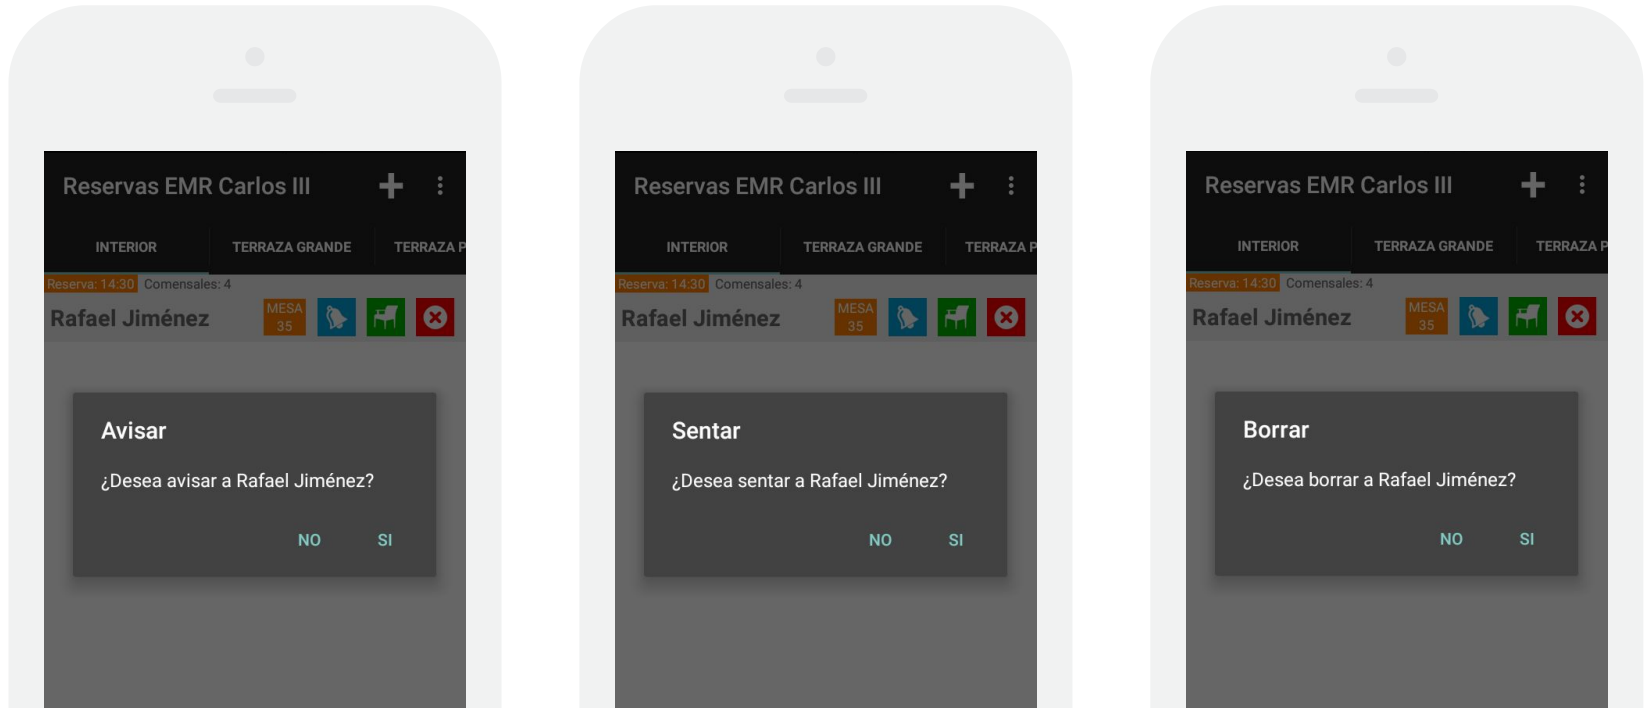 Reservas EMR Carlos III
INTERIOR TERRAZA GRANDE TERRAZA P
Reserva: 14:30 Comensales: 4
Rafael Jiménez MESA 35
Avisar
¿Desea avisar a Rafael Jiménez?
NO SI
Reservas EMR Carlos III
INTERIOR TERRAZA GRANDE TERRAZA P
Reserva: 14:30 Comensales: 4
Rafael Jiménez MESA 35
Sentar
¿Desea sentar a Rafael Jiménez?
NO SI
Reservas EMR Carlos III
INTERIOR TERRAZA GRANDE TERRAZA P
Reserva: 14:30 Comensales: 4
Rafael Jiménez MESA 35
Borrar
¿Desea borrar a Rafael Jiménez?
NO SI